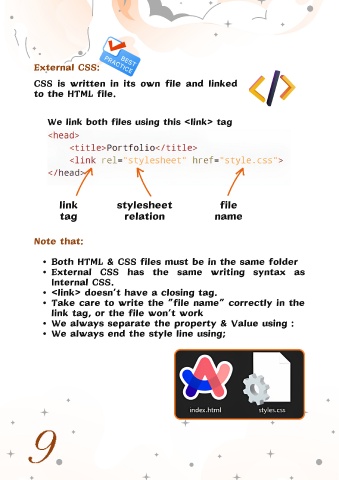 BEST
PRACTICE
External CSS:
CSS is written in its own file and linked
to the HTML file.
</>
We link both files using this <link> tag
<head>
<title>Portfolio</title>
<link rel="stylesheet" href="style.css">
</head>
link
tag
stylesheet
relation
file
name
Note that:
• Both HTML & CSS files must be in the same folder
• External CSS has the same writing syntax as
Internal CSS.
• <link> doesn't have a closing tag.
• Take care to write the "file name" correctly in the
link tag, or the file won't work
• We always separate the property & Value using :
• We always end the style line using;
index.html
styles.css
9